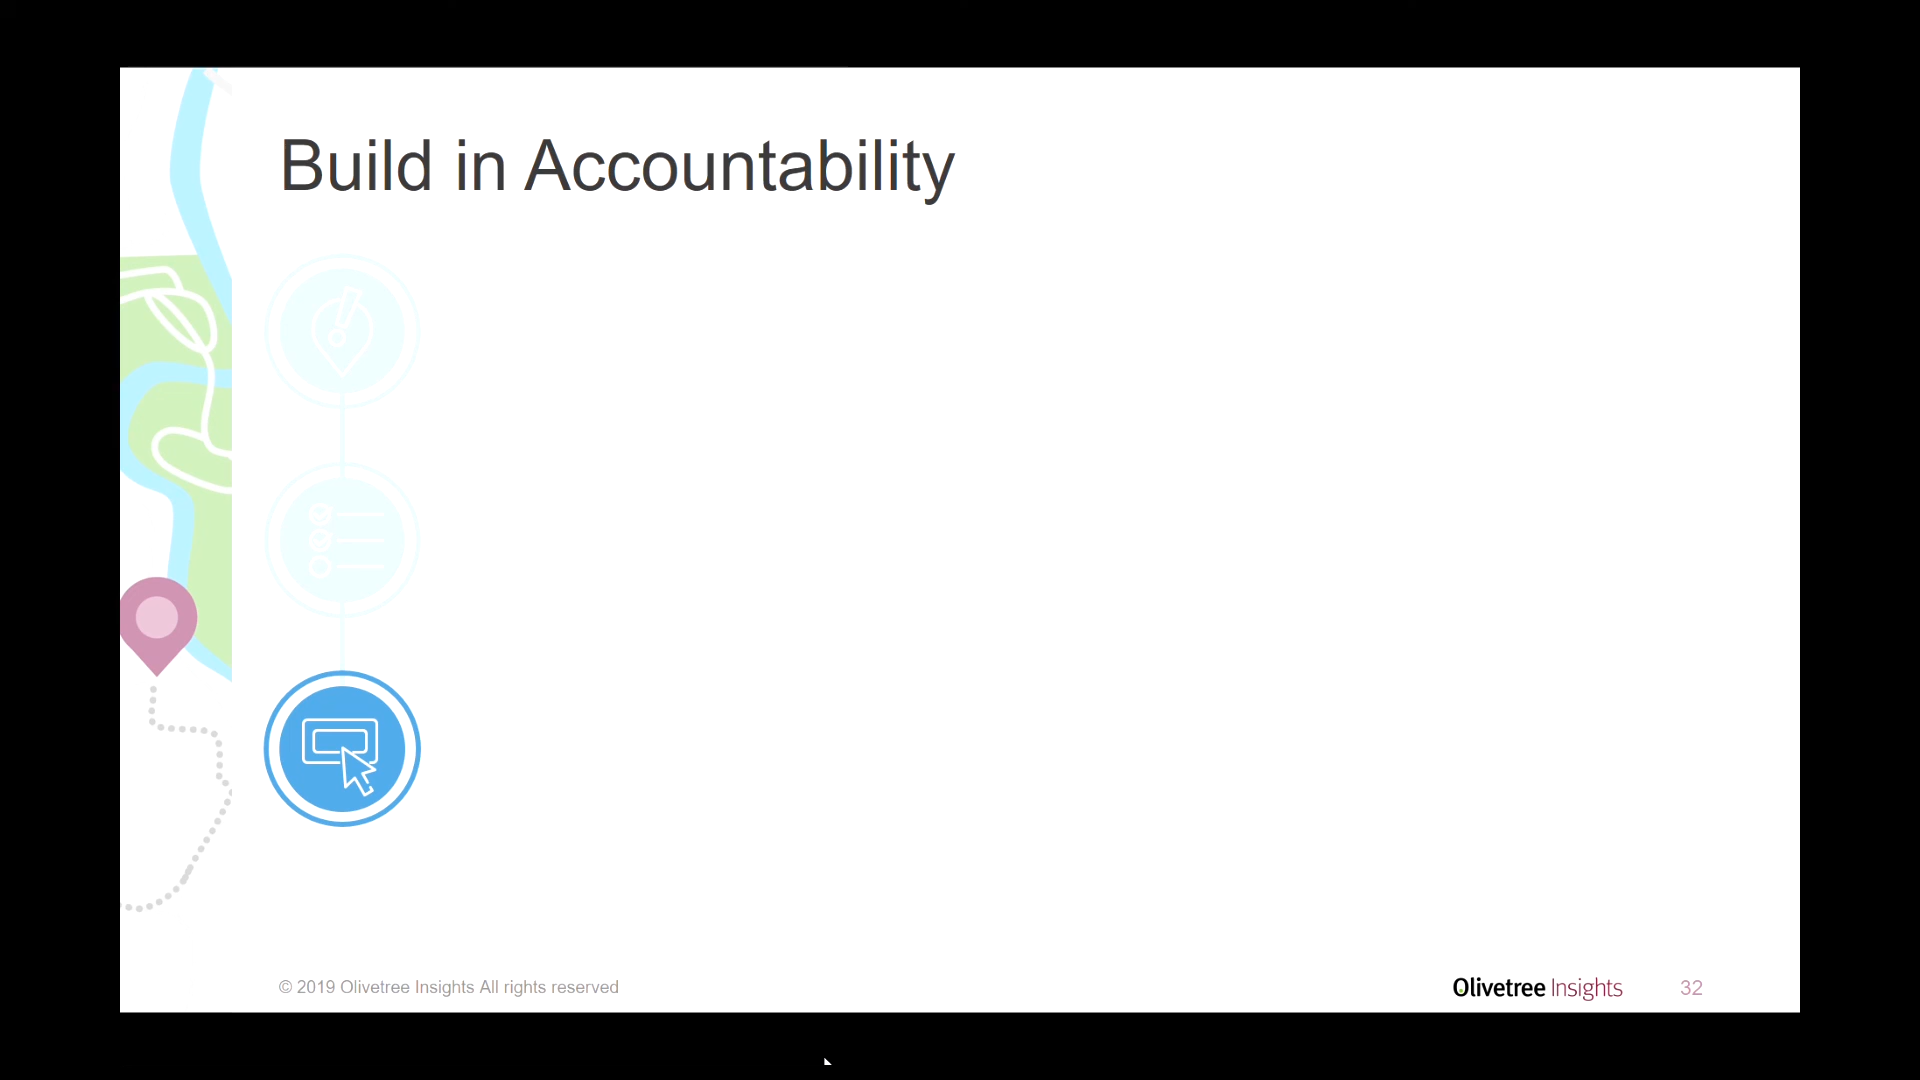 Build in Accountability
© 2019 Olivetree Insights All rights reserved
Olivetree Insights
32